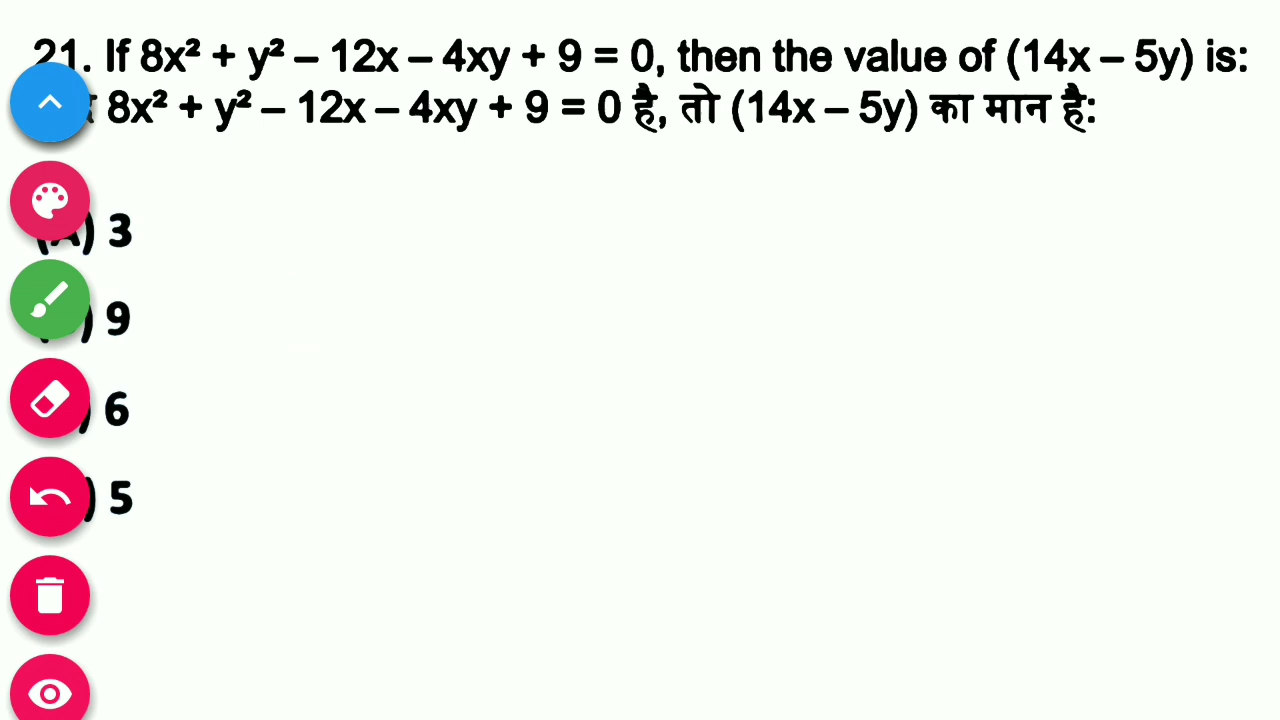 21. If 8x² + y² – 12x – 4xy + 9 = 0, then the value of (14x – 5y) is:
8x² + y² – 12x – 4xy + 9 = 0 है, तो (14x – 5y) का मान है:
(A) 3
) 9
) 6
) 5